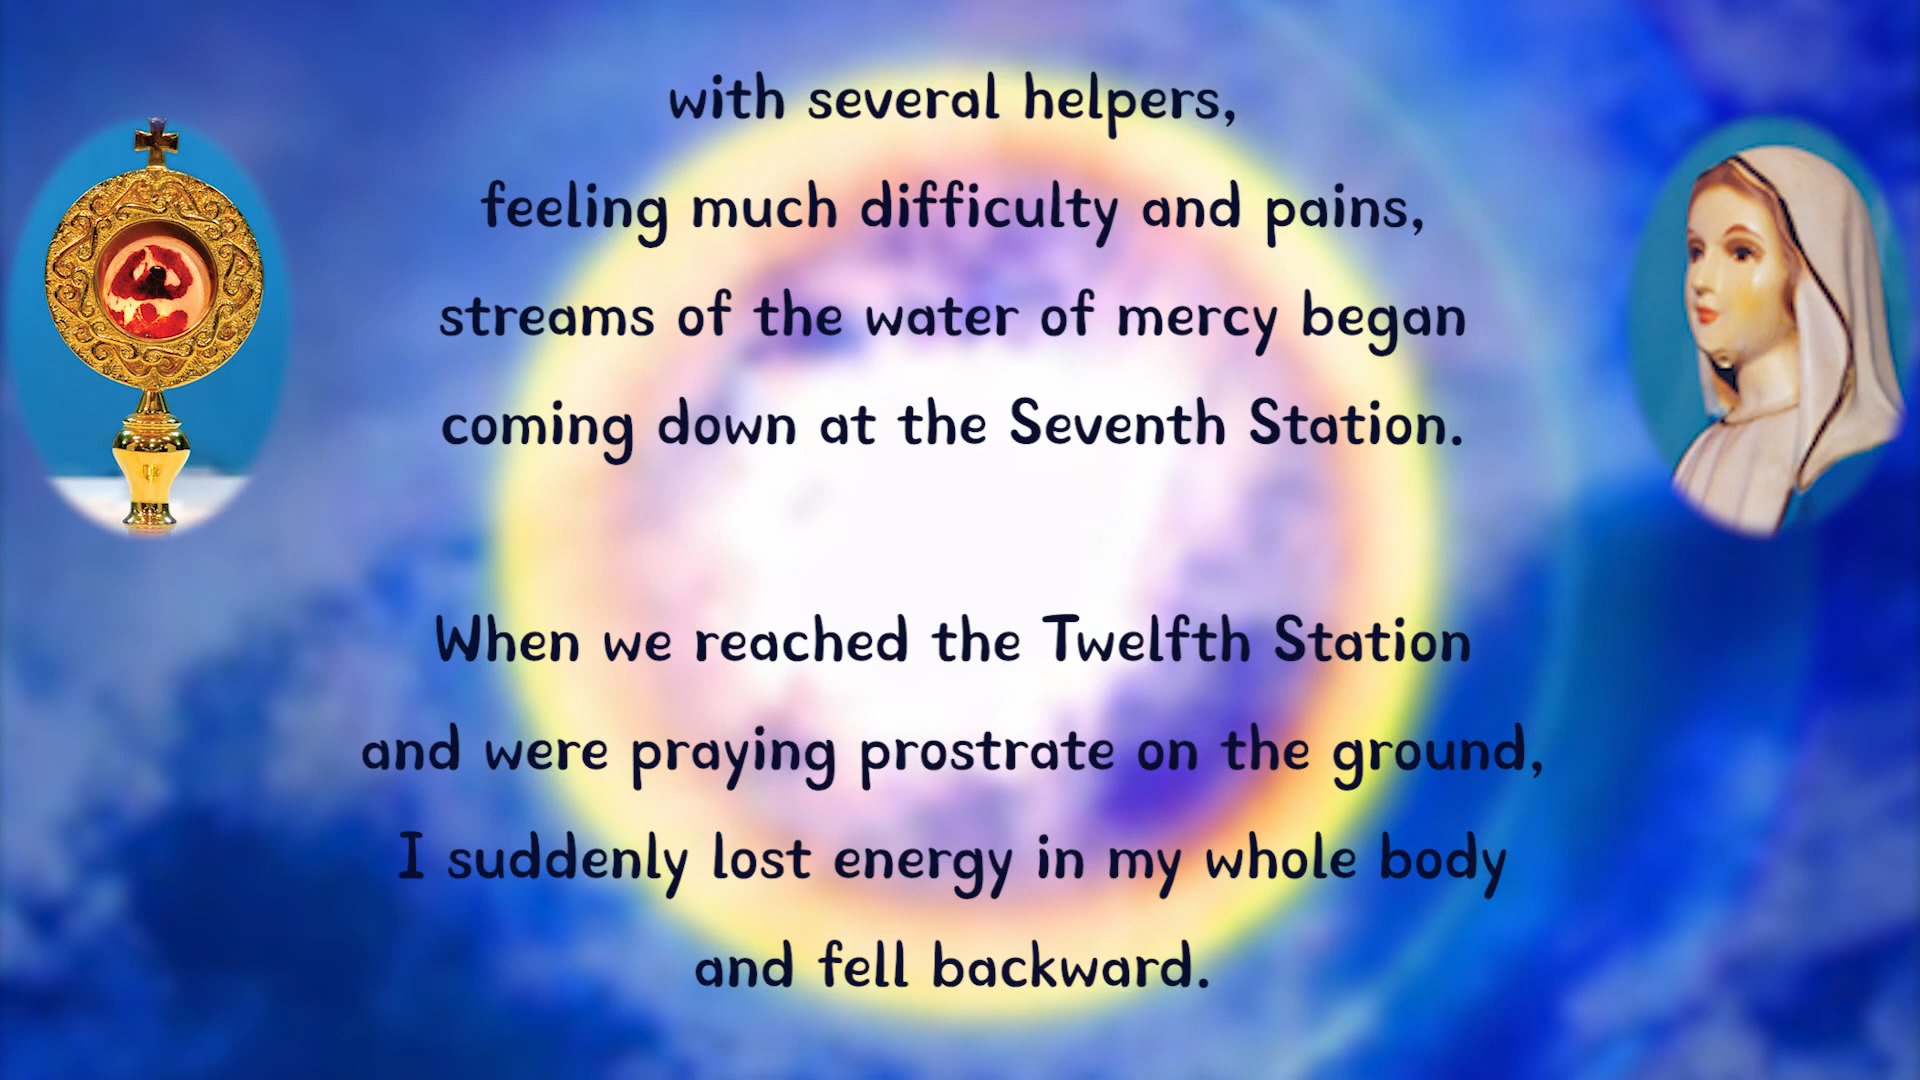 with several helpers,
feeling much difficulty and pains,
streams of the water of mercy began
coming down at the Seventh Station.
When we reached the Twelfth Station
and were praying prostrate on the ground,
I suddenly lost energy in my whole body
and fell backward.